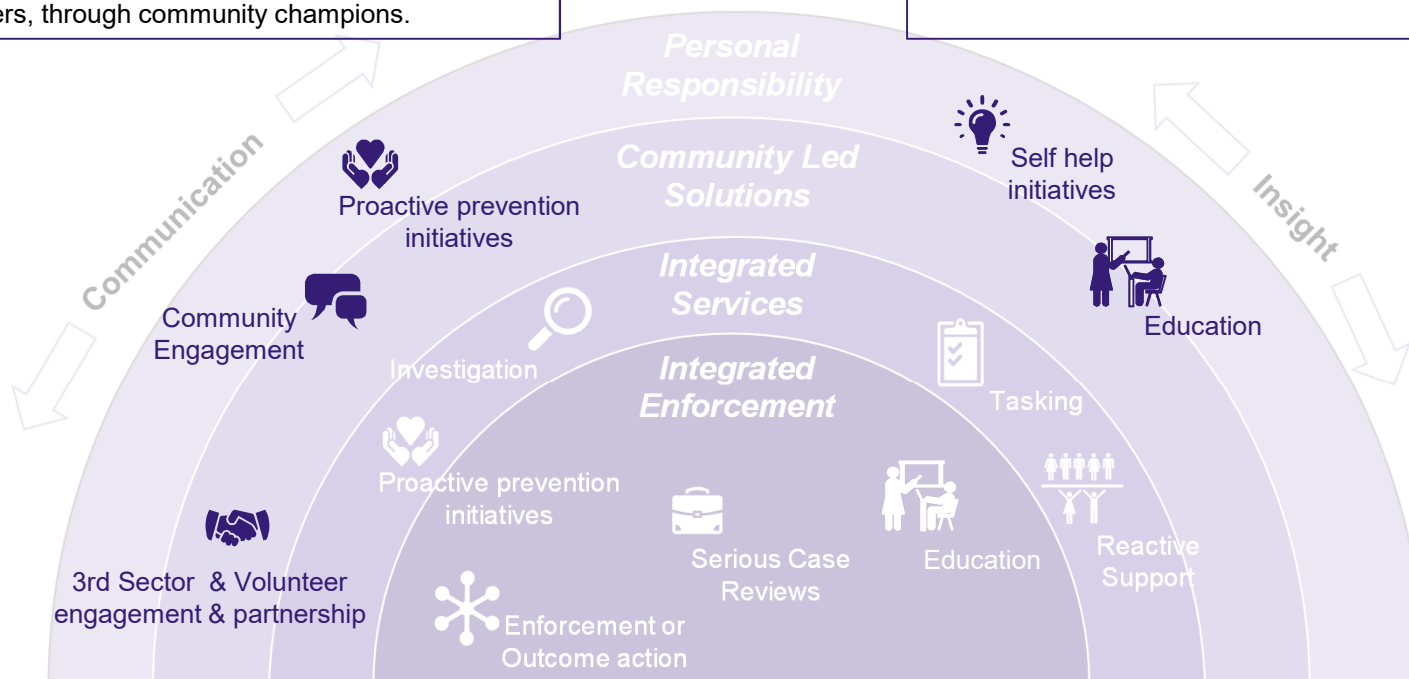 ers, through community champions.
Personal
Responsibility
Community Led
Solutions
Integrated
Services
Integrated
Enforcement
Communication
Insight
Proactive prevention
initiatives
Self help
initiatives
Community
Engagement
Education
Investigation
Tasking
Proactive prevention
initiatives
Serious Case
Reviews
Education
Reactive
Support
3rd Sector & Volunteer
engagement & partnership
Enforcement or
Outcome action